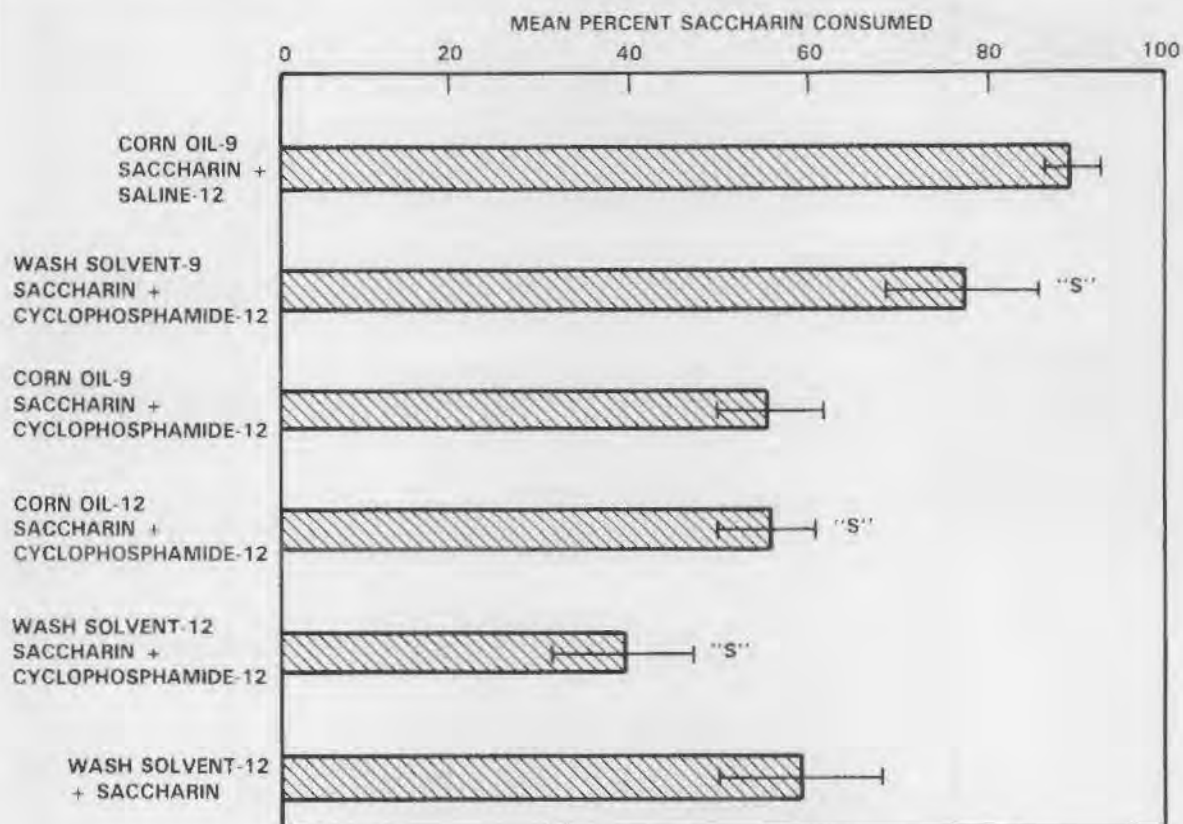 MEAN PERCENT SACCHARIN CONSUMED
0 20 40 60 80 100
CORN OIL-9
SACCHARIN +
SALINE-12
WASH SOLVENT-9
SACCHARIN +
CYCLOPHOSPHAMIDE-12
"S"
CORN OIL-9
SACCHARIN +
CYCLOPHOSPHAMIDE-12
CORN OIL-12
SACCHARIN +
CYCLOPHOSPHAMIDE-12
"S"
WASH SOLVENT-12
SACCHARIN +
CYCLOPHOSPHAMIDE-12
"S"
WASH SOLVENT-12
+ SACCHARIN